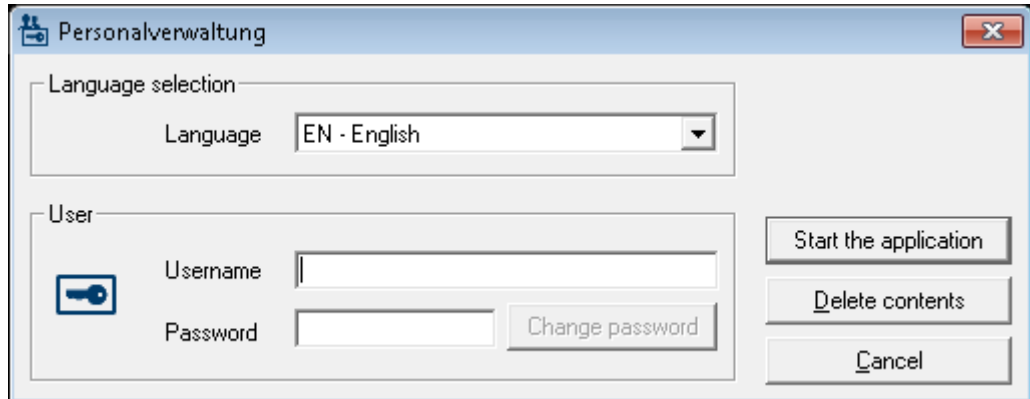 Personalverwaltung
Language selection
Language EN - English
User
Username
Password Change password
Start the application
Delete contents
Cancel